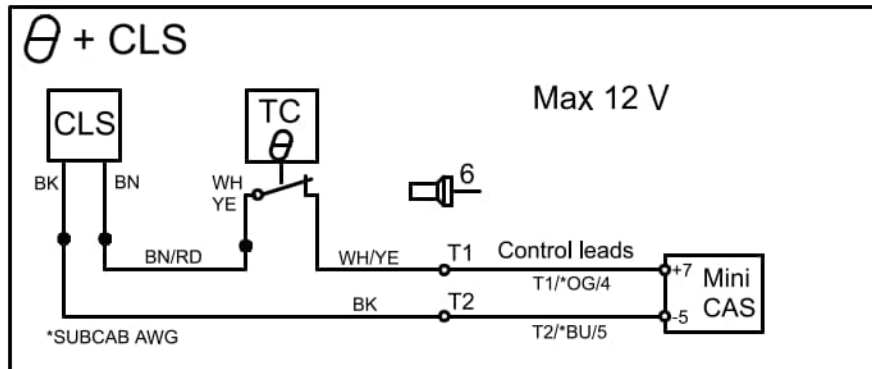 θ + CLS
Max 12 V
CLS
TC
θ
BK
BN
WH
YE
6
BN/RD
WH/YE
T1
Control leads
T1/*OG/4
+7
Mini
CAS
BK
T2
T2/*BU/5
-5
*SUBCAB AWG